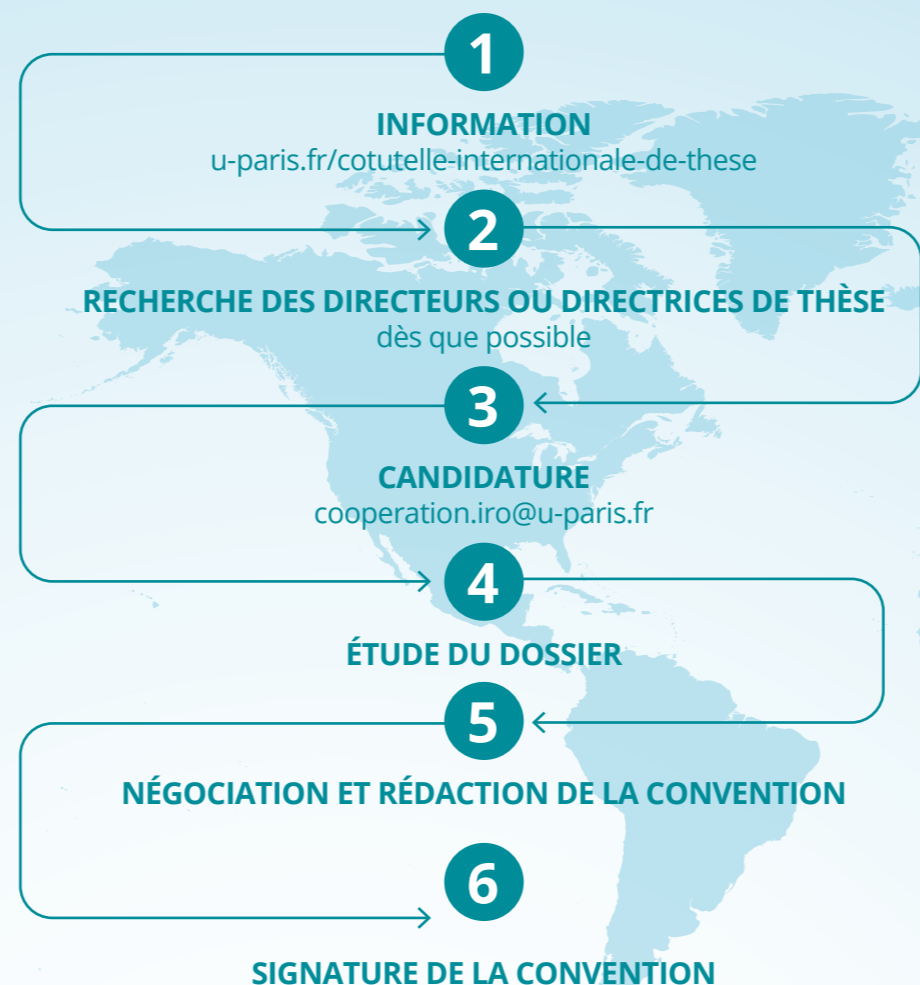 1
INFORMATION
u-paris.fr/cotutelle-internationale-de-these
2
RECHERCHE DES DIRECTEURS OU DIRECTRICES DE THÈSE
dès que possible
3
CANDIDATURE
cooperation.iro@u-paris.fr
4
ÉTUDE DU DOSSIER
5
NÉGOCIATION ET RÉDACTION DE LA CONVENTION
6
SIGNATURE DE LA CONVENTION